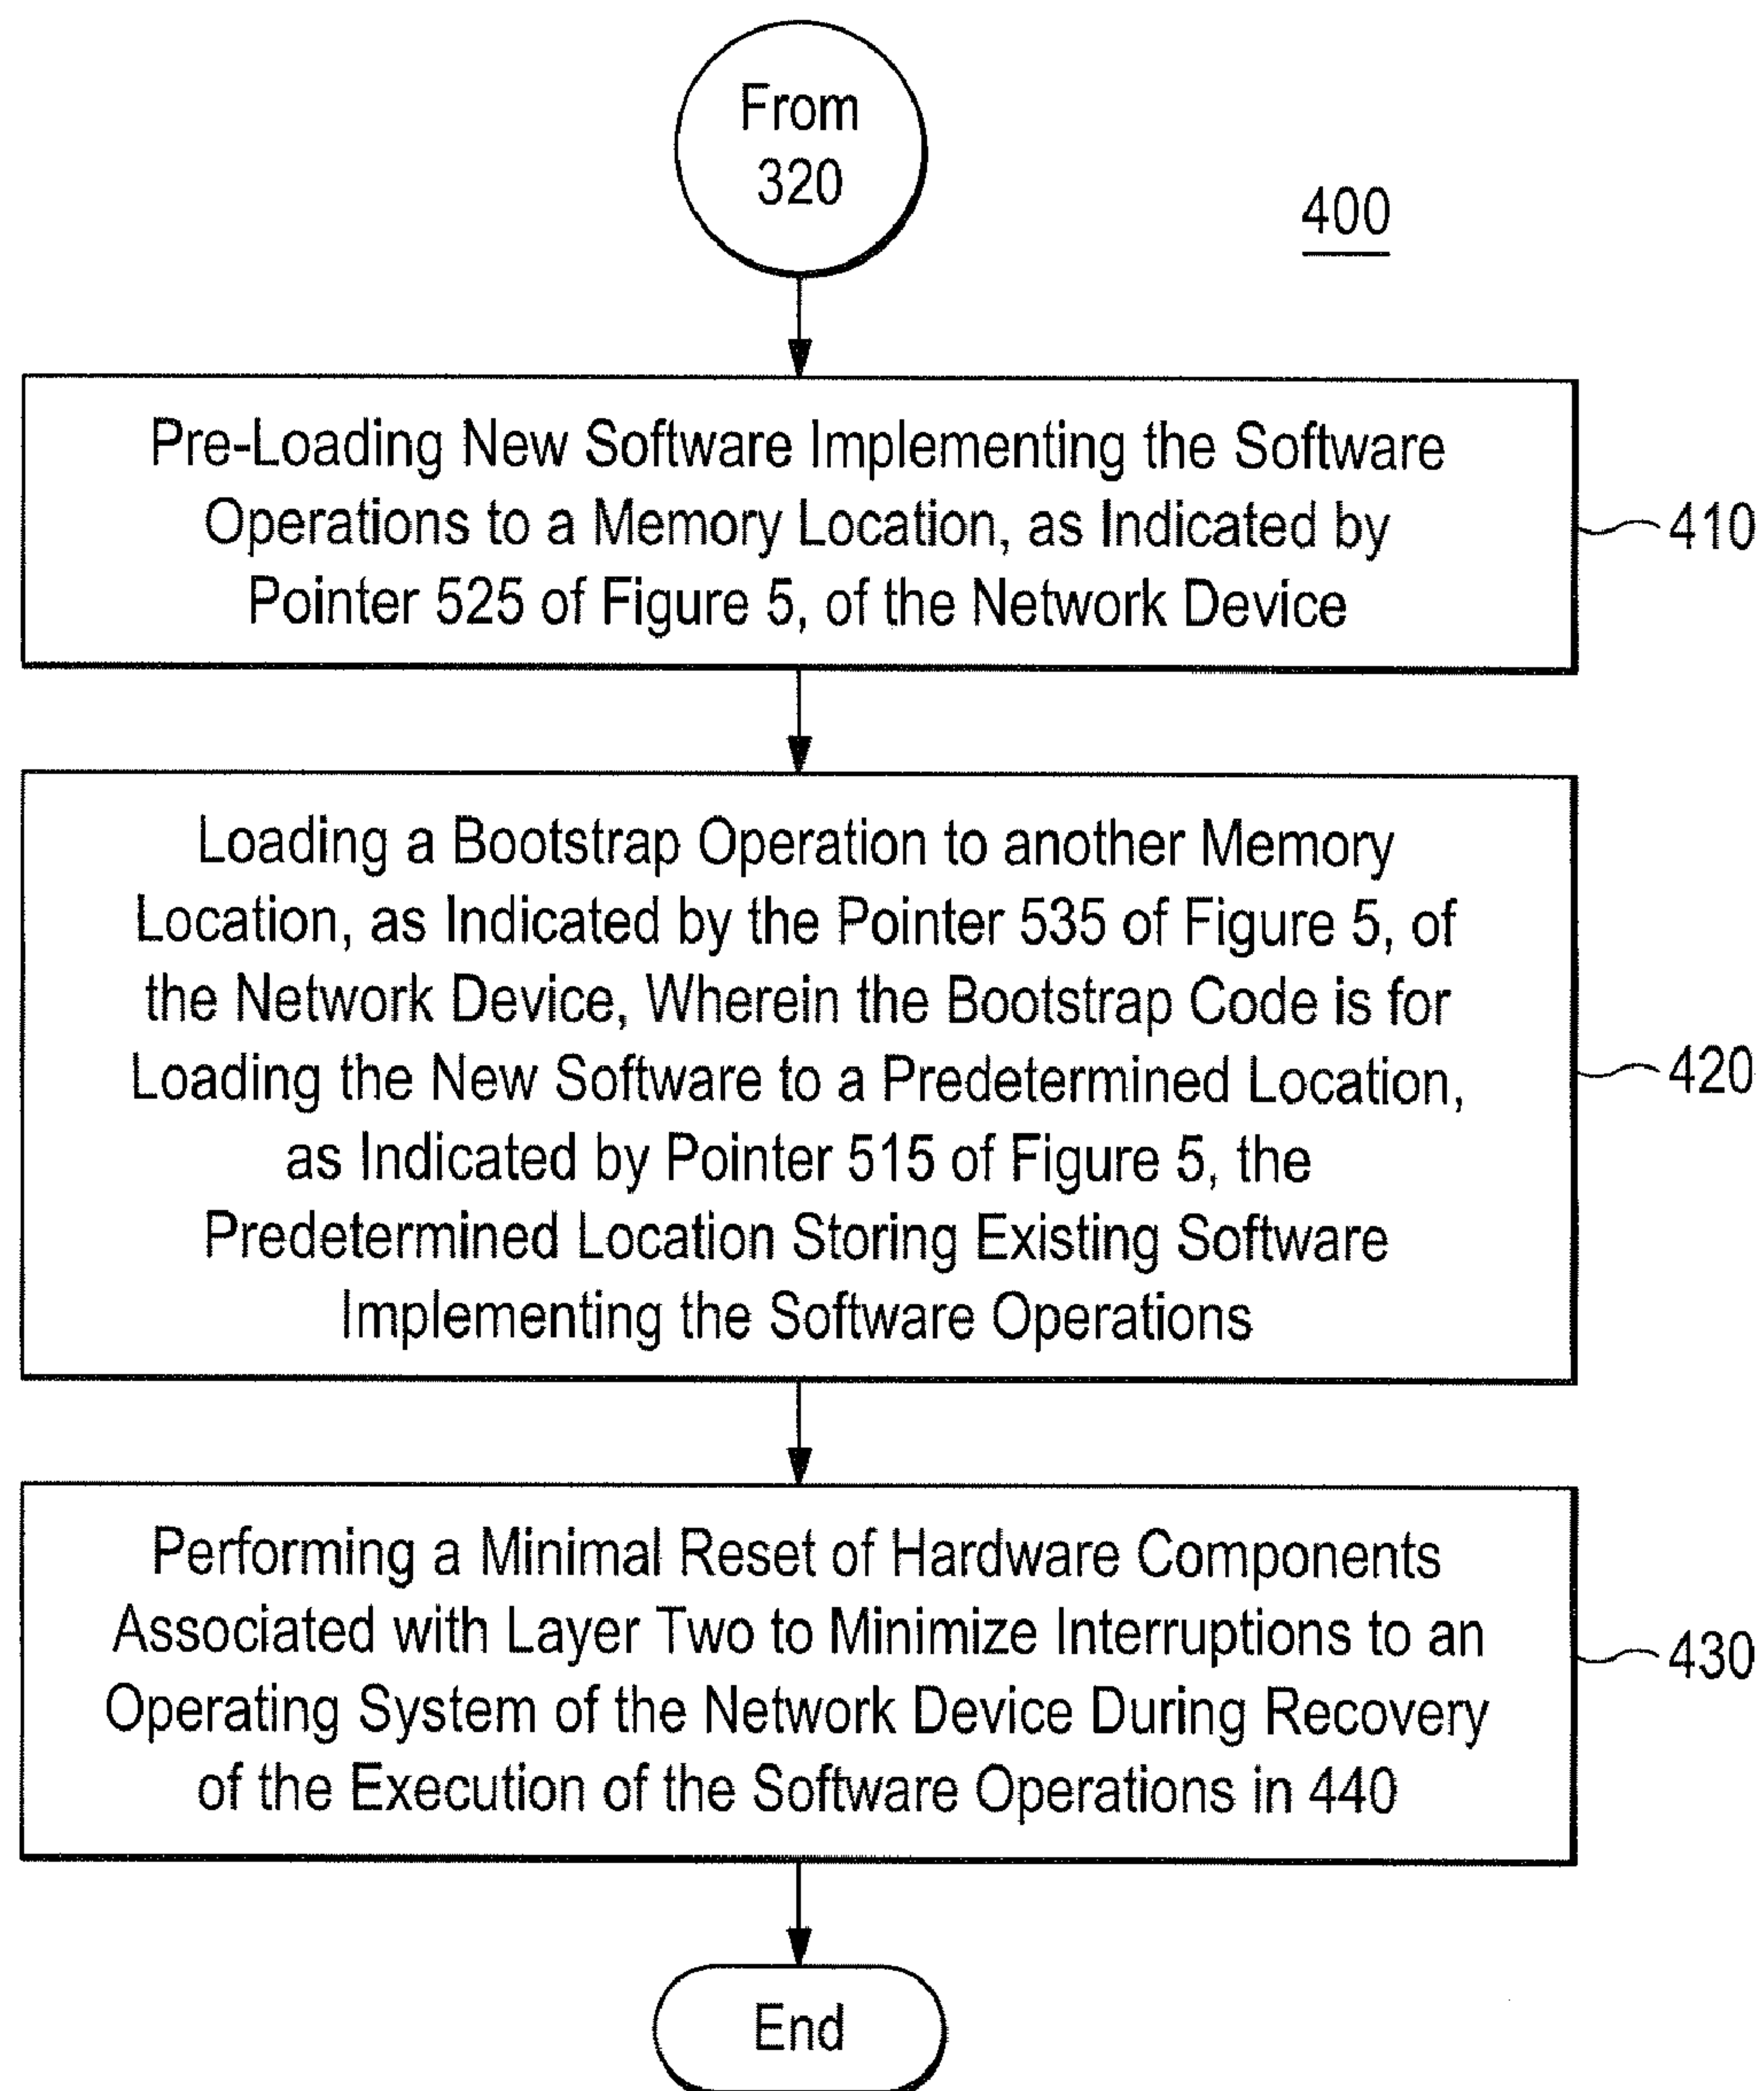 From
320
400
Pre-Loading New Software Implementing the Software
Operations to a Memory Location, as Indicated by
Pointer 525 of Figure 5, of the Network Device
410
Loading a Bootstrap Operation to another Memory
Location, as Indicated by the Pointer 535 of Figure 5, of
the Network Device, Wherein the Bootstrap Code is for
Loading the New Software to a Predetermined Location,
as Indicated by Pointer 515 of Figure 5, the
Predetermined Location Storing Existing Software
Implementing the Software Operations
420
Performing a Minimal Reset of Hardware Components
Associated with Layer Two to Minimize Interruptions to an
Operating System of the Network Device During Recovery
of the Execution of the Software Operations in 440
430
End